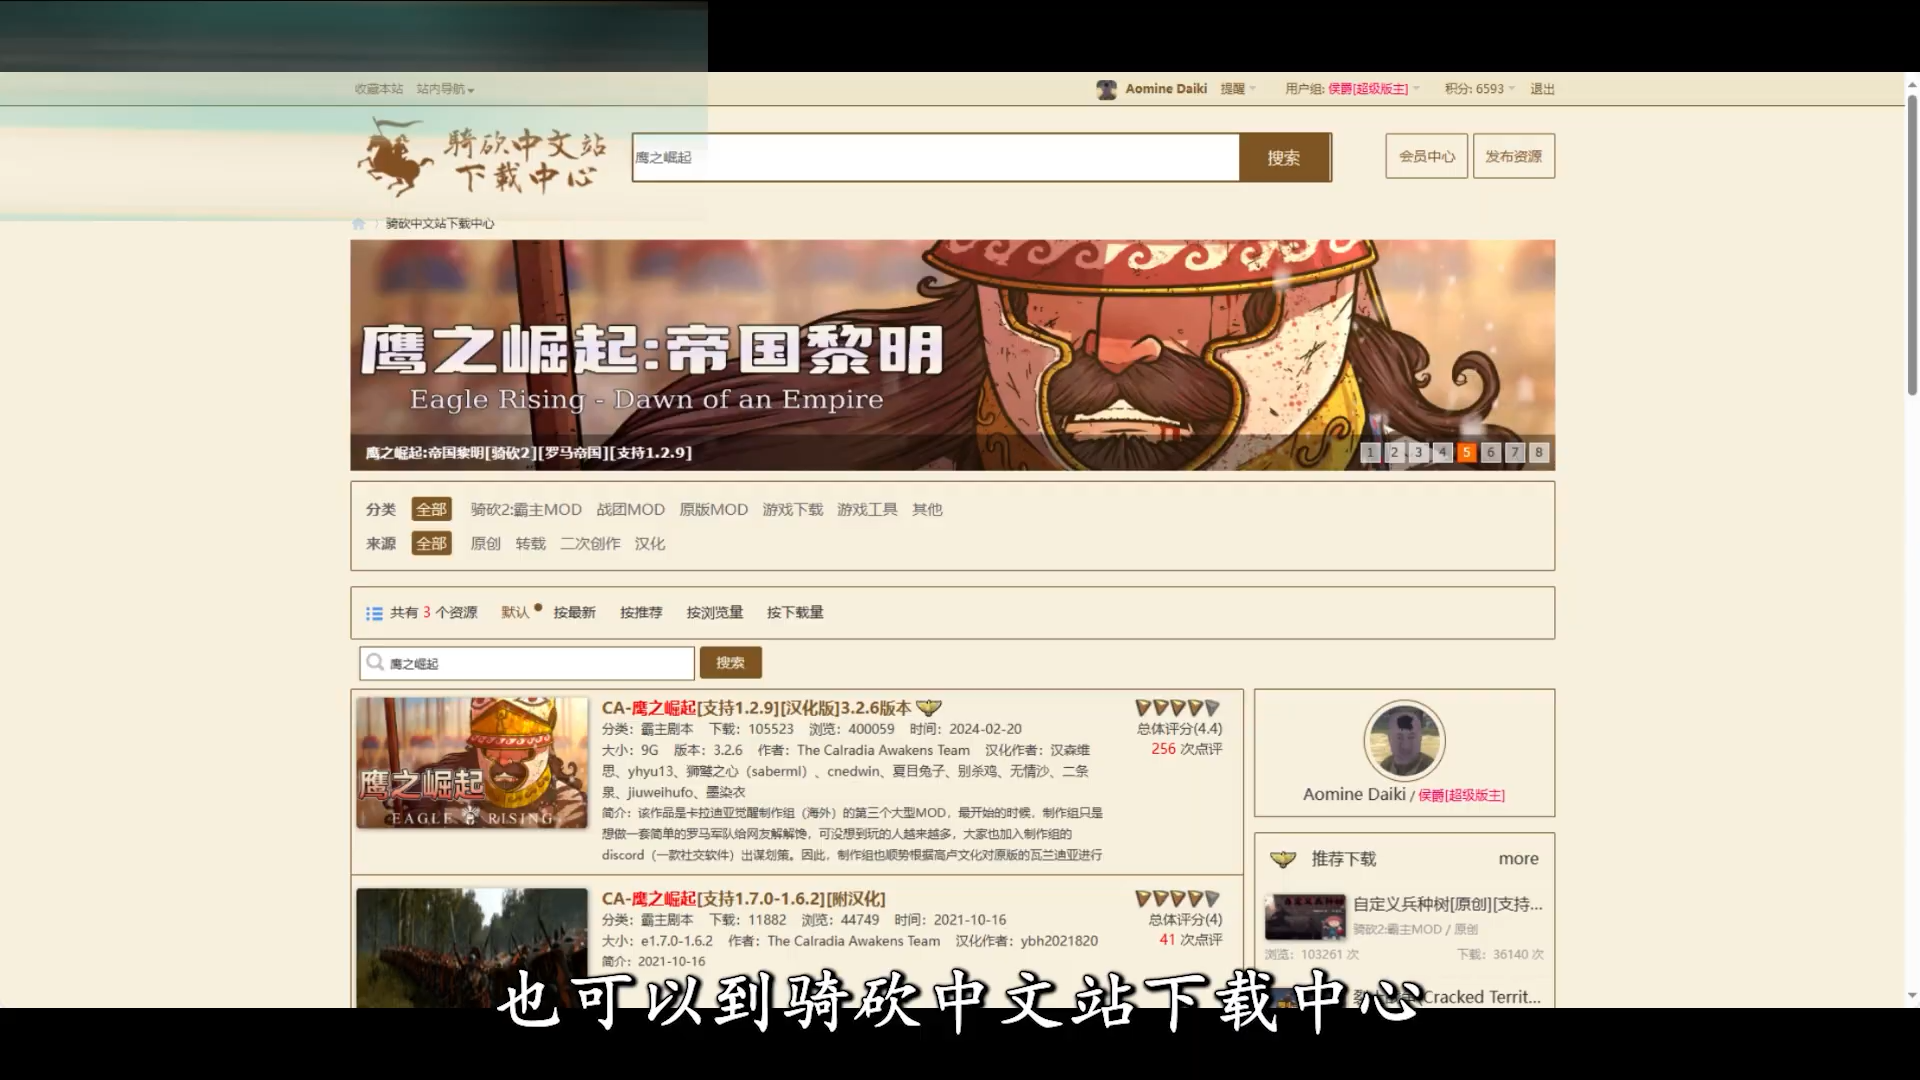 收藏本站 站内导航
Aomine Daiki 提醒 用户组: 侯爵[超级版主] 积分: 6593 退出
骑砍中文站
下载中心
鹰之崛起
搜索
会员中心
发布资源
骑砍中文站下载中心
鹰之崛起:帝国黎明
Eagle Rising - Dawn of an Empire
鹰之崛起:帝国黎明[骑砍2][罗马帝国][支持1.2.9]
1 2 3 4 5 6 7 8
分类 全部 骑砍2:霸主MOD 战团MOD 原版MOD 游戏下载 游戏工具 其他
来源 全部 原创 转载 二次创作 汉化
共有 3 个资源 默认 按最新 按推荐 按浏览量 按下载量
鹰之崛起
搜索
鹰之崛起
EAGLE RISING
CA-鹰之崛起[支持1.2.9][汉化版]3.2.6版本
分类：霸主剧本 下载：105523 浏览：400059 时间：2024-02-20
大小：9G 版本：3.2.6 作者：The Calradia Awakens Team 汉化作者：汉森维
思、yhyu13、狮鹫之心（saberml）、cnedwin、夏目兔子、别杀鸡、无情沙、二条
泉、jiuweihufo、墨染衣
简介：该作品是卡拉迪亚觉醒制作组（海外）的第三个大型MOD，最开始的时候，制作组只是
想做一套简单的罗马军队给网友解解馋，可没想到玩的人越来越多，大家也加入制作组的
discord（一款社交软件）出谋划策。因此，制作组也顺势根据高卢文化对原版的瓦兰迪亚进行
总体评分(4.4)
256 次点评
CA-鹰之崛起[支持1.7.0-1.6.2][附汉化]
分类：霸主剧本 下载：11882 浏览：44749 时间：2021-10-16
大小：e1.7.0-1.6.2 作者：The Calradia Awakens Team 汉化作者：ybh2021820
简介：2021-10-16
总体评分(4)
41 次点评
Aomine Daiki / 侯爵[超级版主]
推荐下载 more
自定义兵种树[原创][支持...
骑砍2:霸主MOD / 原创
浏览：103261 次 下载：36140 次
Cracked Territ...
也可以到骑砍中文站下载中心